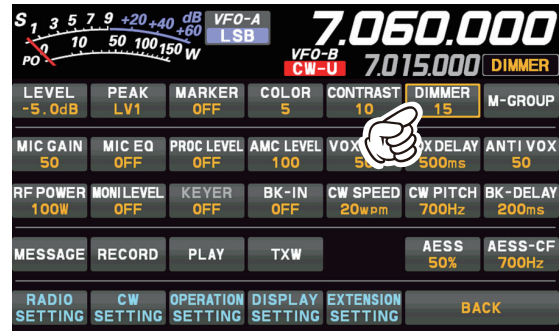 S 1 3 5 7 9 +20 +40 +60 dB
PO 0 10 50 100 150 W
VFO-A
LSB
7.060.000
VFO-B
CW-U
7.015.000
DIMMER
LEVEL PEAK MARKER COLOR CONTRAST DIMMER M-GROUP
-5.0dB LV1 OFF 5 10 15
MIC GAIN MIC EQ PROC LEVEL AMC LEVEL VOX DELAY ANTI VOX
50 OFF OFF 100 500ms 50
RF POWER MONI LEVEL KEYER BK-IN CW SPEED CW PITCH BK-DELAY
100W OFF OFF OFF 20wpm 700Hz 200ms
MESSAGE RECORD PLAY TXW AESS AESS-CF
50% 700Hz
RADIO CW OPERATION DISPLAY EXTENSION BACK
SETTING SETTING SETTING SETTING SETTING